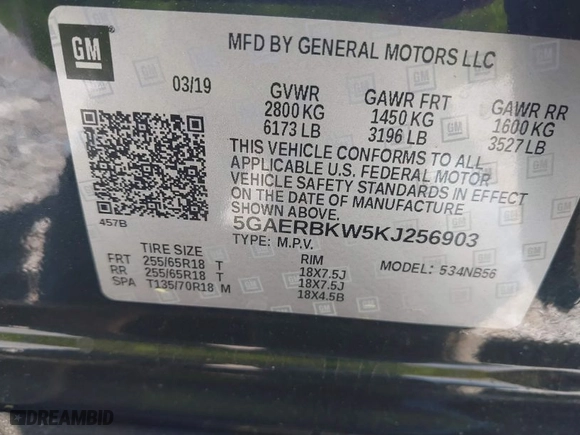 GM
MFD BY GENERAL MOTORS LLC
03/19 GVWR GAWR FRT GAWR RR
2800 KG 1450 KG 1600 KG
6173 LB 3196 LB 3527 LB
THIS VEHICLE CONFORMS TO ALL
APPLICABLE U.S. FEDERAL MOTOR
VEHICLE SAFETY STANDARDS IN EFFECT
ON THE DATE OF MANUFACTURE
SHOWN ABOVE.
457B
5GAERBKW5KJ256903
TYPE: M.P.V.
MODEL: 534NB56
TIRE SIZE RIM
FRT 255/65R18 T 18X7.5J
RR 255/65R18 T 18X7.5J
SPA T135/70R18 M 18X4.5B
DREAMBID